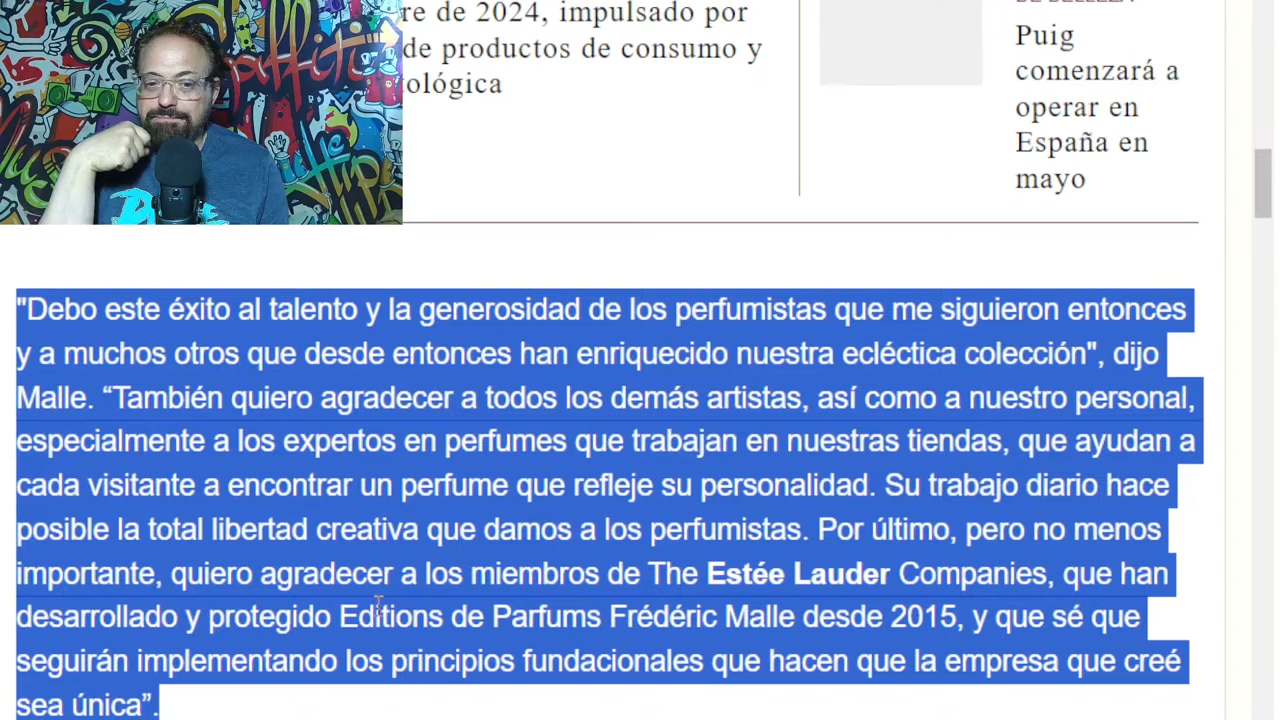 re de 2024, impulsado por
de productos de consumo y
ológica
Puig
comenzará a
operar en
España en
mayo
"Debo este éxito al talento y la generosidad de los perfumistas que me siguieron entonces
y a muchos otros que desde entonces han enriquecido nuestra ecléctica colección", dijo
Malle. “También quiero agradecer a todos los demás artistas, así como a nuestro personal,
especialmente a los expertos en perfumes que trabajan en nuestras tiendas, que ayudan a
cada visitante a encontrar un perfume que refleje su personalidad. Su trabajo diario hace
posible la total libertad creativa que damos a los perfumistas. Por último, pero no menos
importante, quiero agradecer a los miembros de The Estée Lauder Companies, que han
desarrollado y protegido Editions de Parfums Frédéric Malle desde 2015, y que sé que
seguirán implementando los principios fundacionales que hacen que la empresa que creé
sea única”.